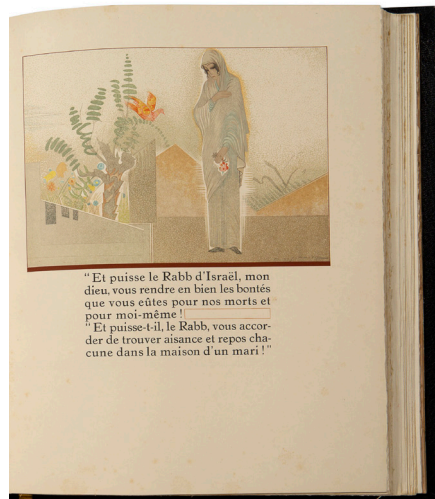 “ Et puisse le Rabb d'Israël, mon
dieu, vous rendre en bien les bontés
que vous eûtes pour nos morts et
pour moi-même !
“ Et puisse-t-il, le Rabb, vous accor-
der de trouver aisance et repos cha-
cune dans la maison d'un mari ! ”